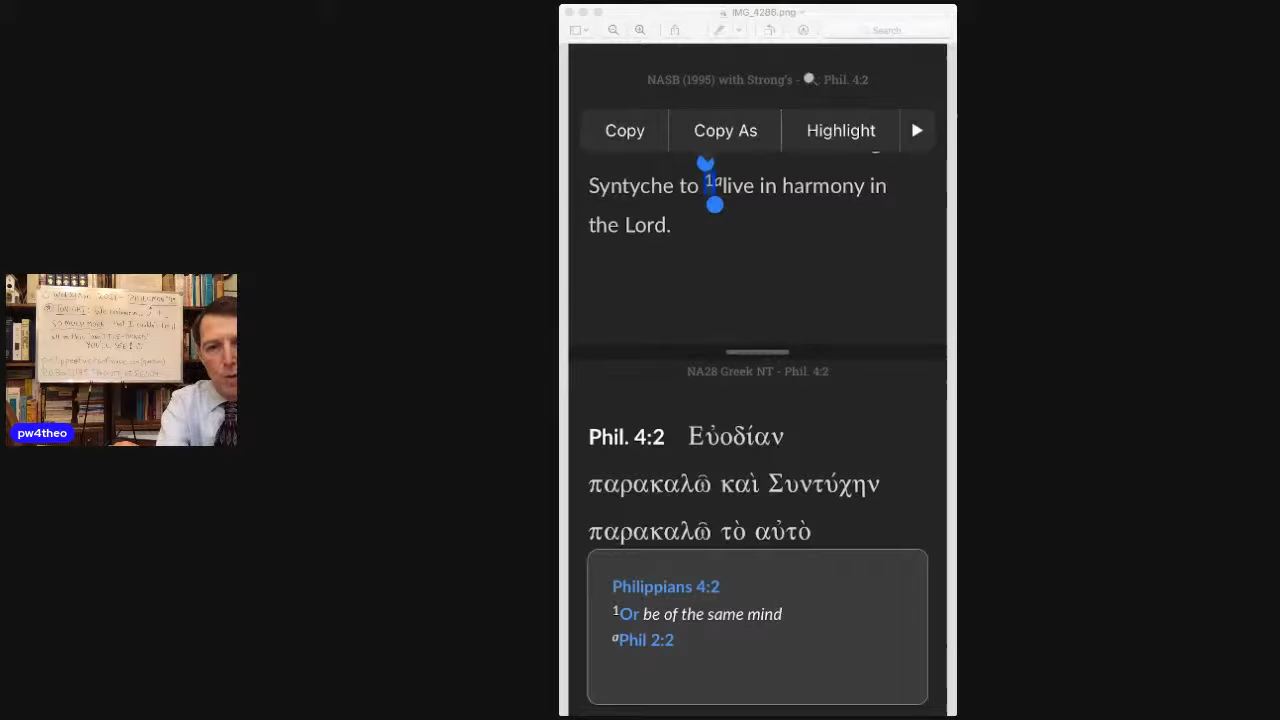 IMG_4286.png
Search
NASB (1995) with Strong's - Phil. 4:2
Copy
Copy As
Highlight
Syntyche to 1a live in harmony in
the Lord.
NA28 Greek NT - Phil. 4:2
Phil. 4:2 Εὐοδίαν
παρακαλῶ καὶ Συντύχην
παρακαλῶ τὸ αὐτὸ
Philippians 4:2
1Or be of the same mind
aPhil 2:2
pw4theo